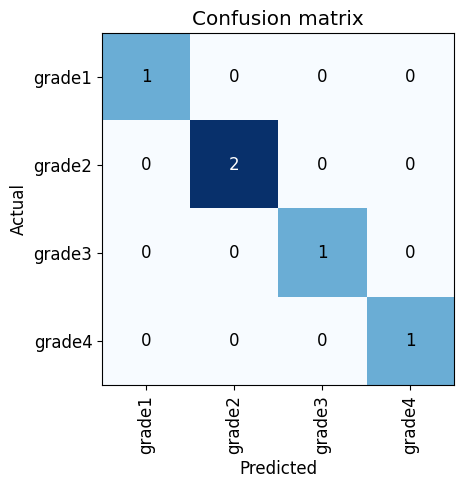 Confusion matrix
Actual
grade1 1 0 0 0
grade2 0 2 0 0
grade3 0 0 1 0
grade4 0 0 0 1
grade1 grade2 grade3 grade4
Predicted